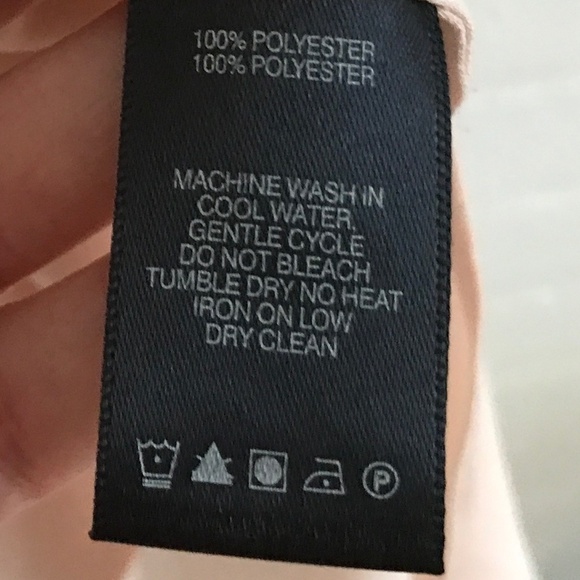 100% POLYESTER
100% POLYESTER
MACHINE WASH IN
COOL WATER,
GENTLE CYCLE
DO NOT BLEACH
TUMBLE DRY NO HEAT
IRON ON LOW
DRY CLEAN
P